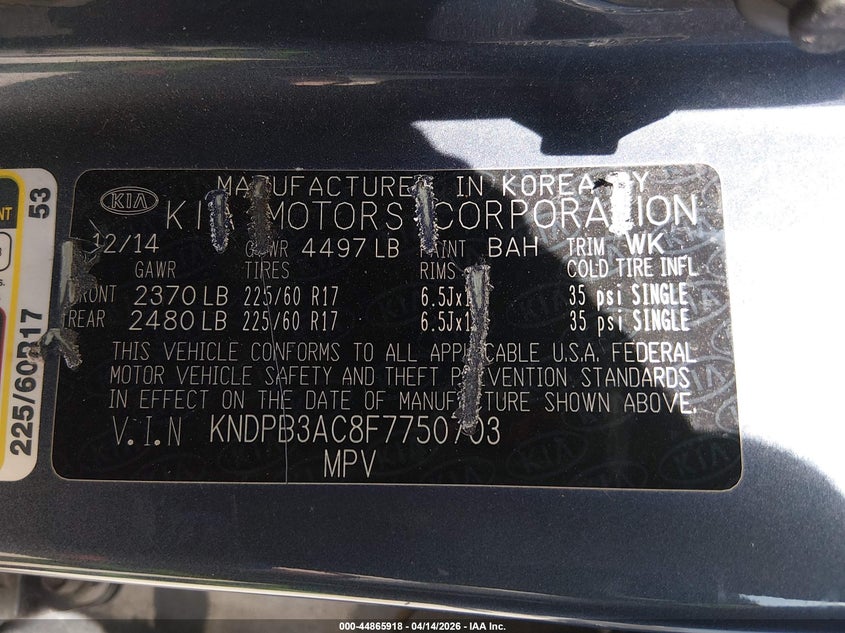 MANUFACTURED IN KOREA BY
KIA
KIA MOTORS CORPORATION
12/14 GVWR 4497 LB PAINT BAH TRIM WK
GAWR TIRES RIMS COLD TIRE INFL
FRONT 2370 LB 225/60 R17 6.5Jx17 35 psi SINGLE
REAR 2480 LB 225/60 R17 6.5Jx17 35 psi SINGLE
THIS VEHICLE CONFORMS TO ALL APPLICABLE U.S.A. FEDERAL
MOTOR VEHICLE SAFETY AND THEFT PREVENTION STANDARDS
IN EFFECT ON THE DATE OF MANUFACTURE SHOWN ABOVE.
V.I.N KNDPB3AC8F7750703
MPV
53
225/60R17
000-44865918 - 04/14/2026 - IAA Inc.